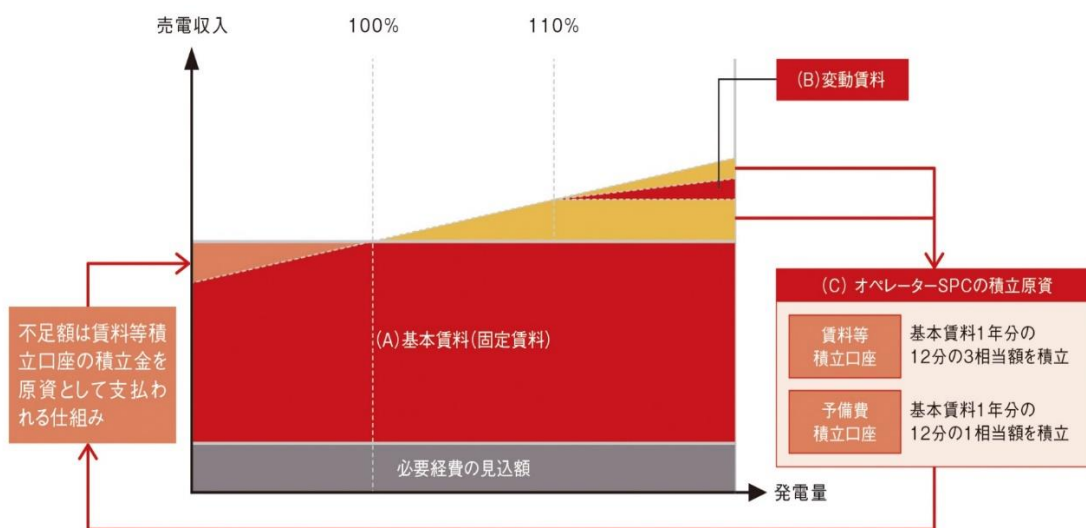 売電収入
100%
110%
(B)変動賃料
(A)基本賃料(固定賃料)
必要経費の見込額
発電量
不足額は賃料等積
立口座の積立金を
原資として支払わ
れる仕組み
(C) オペレーターSPCの積立原資
賃料等
積立口座
基本賃料1年分の
12分の3相当額を積立
予備費
積立口座
基本賃料1年分の
12分の1相当額を積立